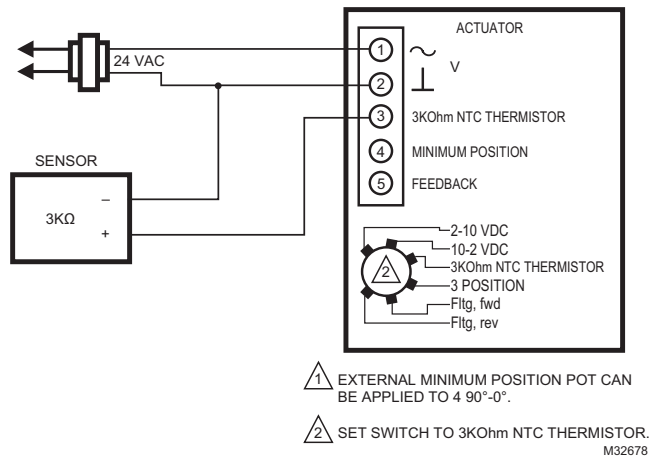 ACTUATOR
24 VAC
1
V
2
3
3KOhm NTC THERMISTOR
4
MINIMUM POSITION
5
FEEDBACK
SENSOR
3KΩ
–
+
2-10 VDC
10-2 VDC
3KOhm NTC THERMISTOR
3 POSITION
Fltg, fwd
Fltg, rev
2
1 EXTERNAL MINIMUM POSITION POT CAN
BE APPLIED TO 4 90°-0°.
2 SET SWITCH TO 3KOhm NTC THERMISTOR.
M32678